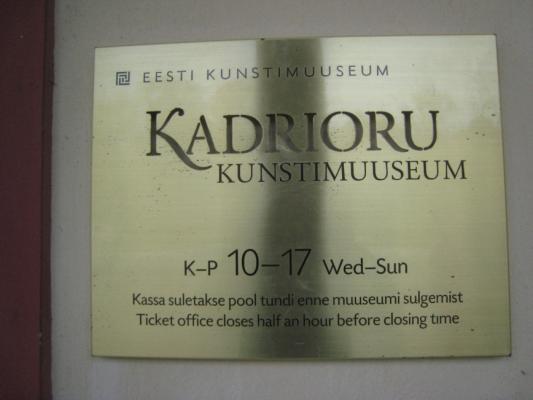 EESTI KUNSTIMUUSEUM
KADRIORU
KUNSTIMUUSEUM
K–P 10–17 Wed–Sun
Kassa suletakse pool tundi enne muuseumi sulgemist
Ticket office closes half an hour before closing time